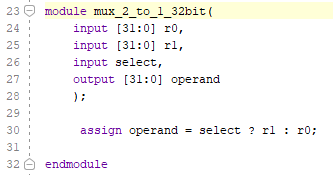 23 module mux_2_to_1_32bit(
24 input [31:0] r0,
25 input [31:0] r1,
26 input select,
27 output [31:0] operand
28 );
29
30 assign operand = select ? r1 : r0;
31
32 endmodule